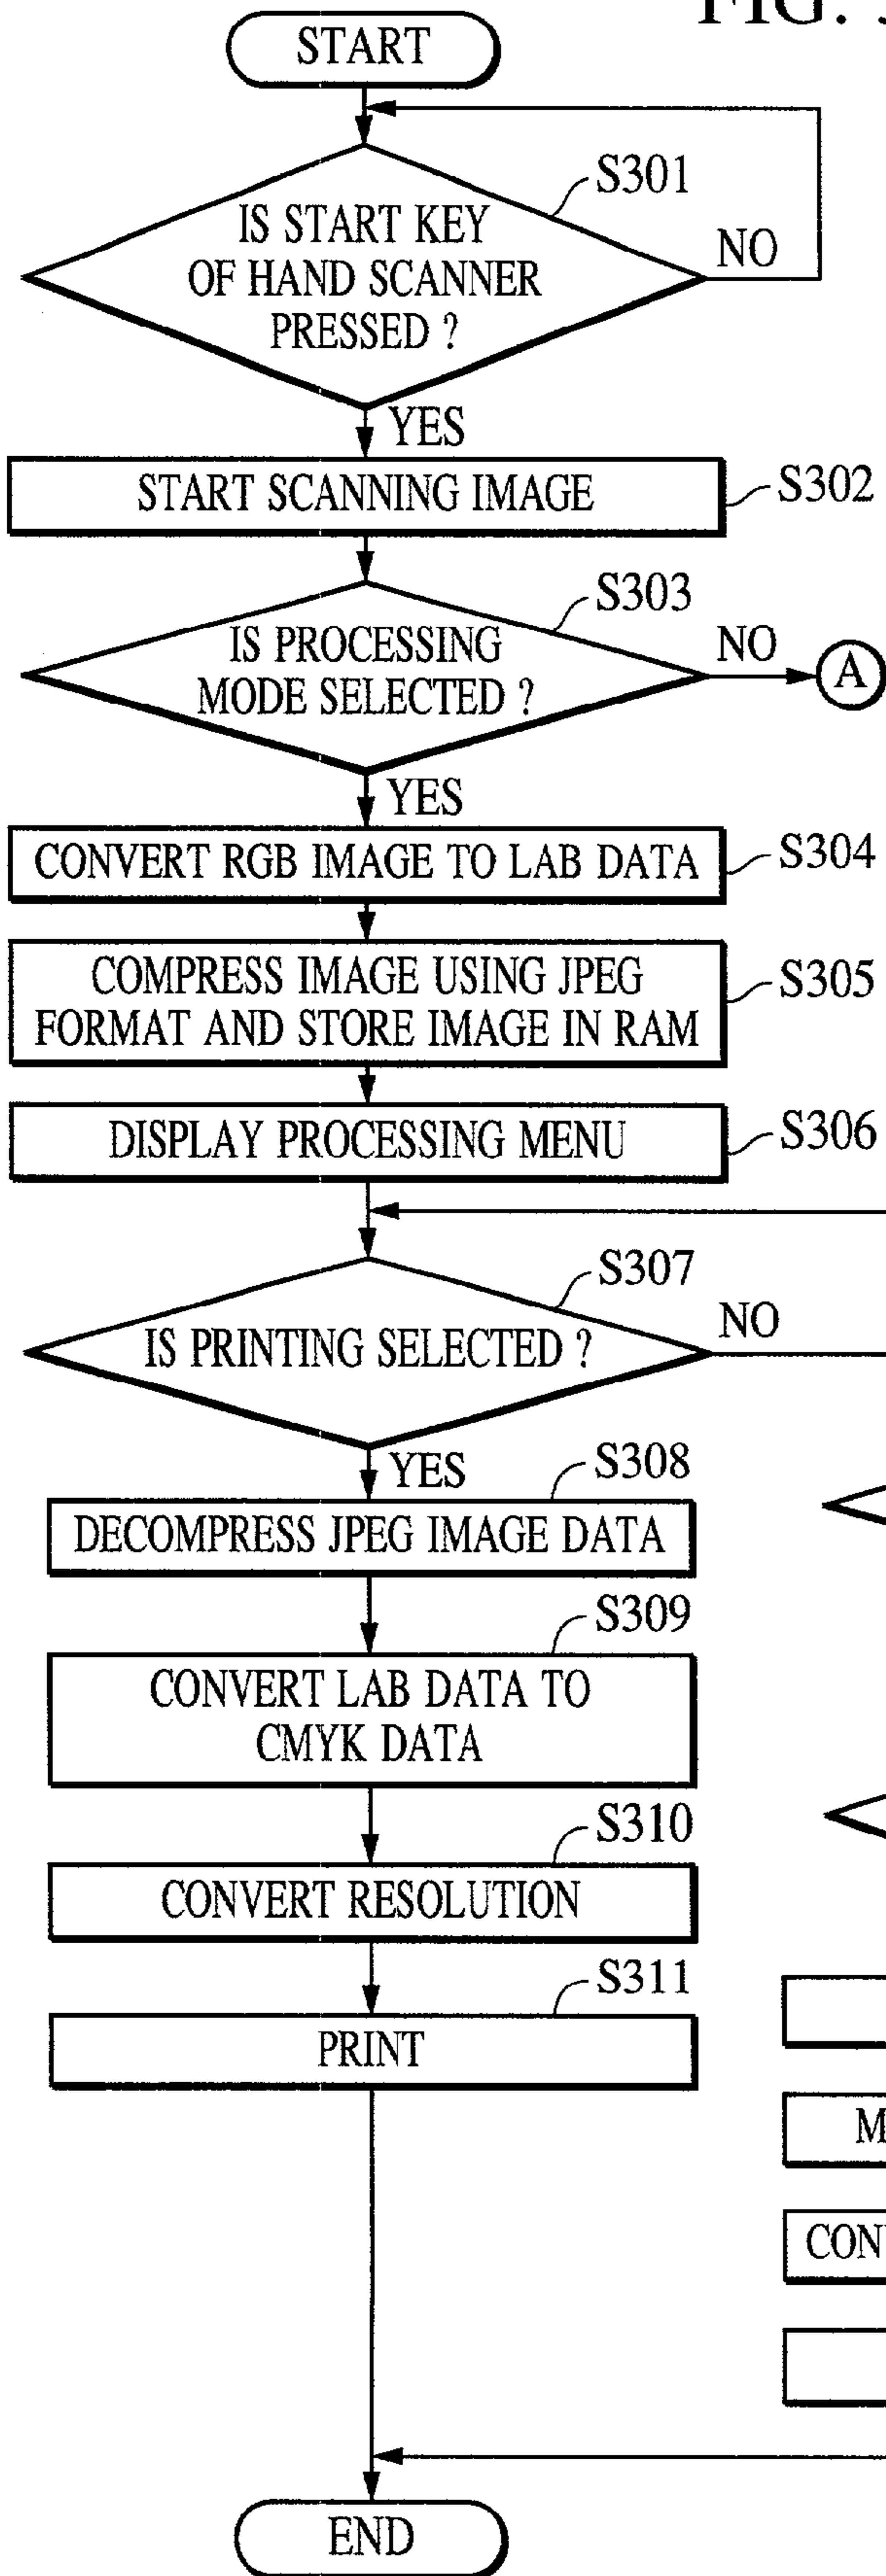 FIG.
START
S301
IS START KEY
OF HAND SCANNER
PRESSED ?
NO
YES
START SCANNING IMAGE
S302
S303
IS PROCESSING
MODE SELECTED ?
NO
A
YES
CONVERT RGB IMAGE TO LAB DATA
S304
COMPRESS IMAGE USING JPEG
FORMAT AND STORE IMAGE IN RAM
S305
DISPLAY PROCESSING MENU
S306
S307
IS PRINTING SELECTED ?
NO
YES
S308
DECOMPRESS JPEG IMAGE DATA
S309
CONVERT LAB DATA TO
CMYK DATA
S310
CONVERT RESOLUTION
S311
PRINT
M
CON
END